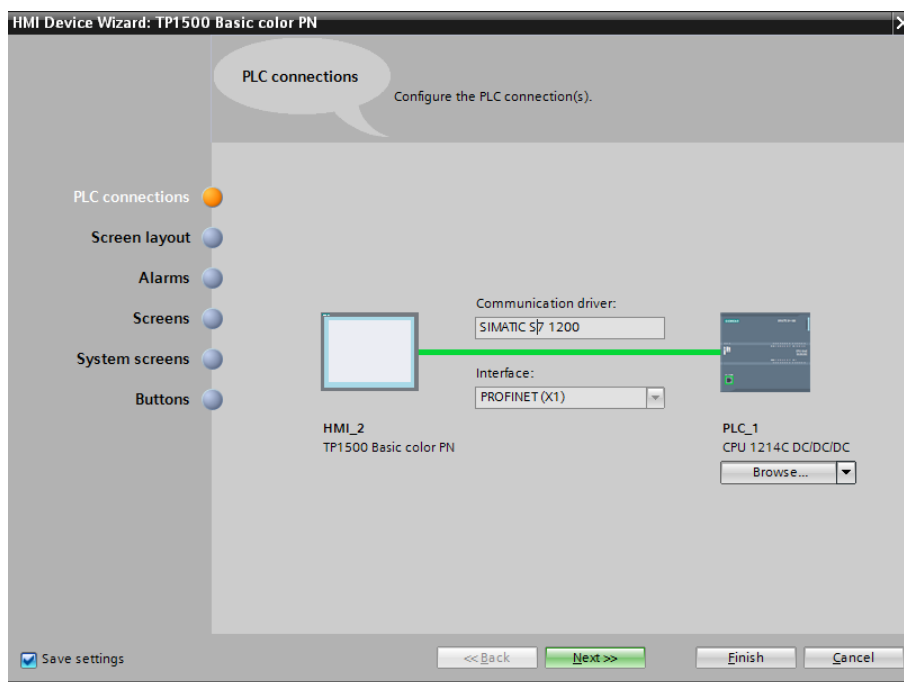 HMI Device Wizard: TP1500 Basic color PN
PLC connections
Configure the PLC connection(s).
PLC connections
Screen layout
Alarms
Screens
System screens
Buttons
Communication driver:
SIMATIC S7 1200
Interface:
PROFINET (X1)
HMI_2
TP1500 Basic color PN
PLC_1
CPU 1214C DC/DC/DC
Browse...
Save settings
<<Back
Next>>
Finish
Cancel